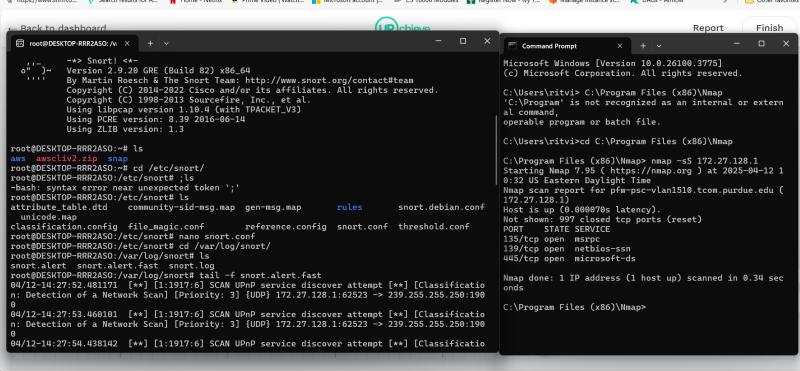 Back to dashboard
UPchieve
Report
Finish
root@DESKTOP-RRR2ASO: /va
-*> Snort! <*-
o"  )~   Version 2.9.20 GRE (Build 82) x86_64
''''    By Martin Roesch & The Snort Team: http://www.snort.org/contact#team
Copyright (C) 2014-2022 Cisco and/or its affiliates. All rights reserved.
Copyright (C) 1998-2013 Sourcefire, Inc., et al.
Using libpcap version 1.10.4 (with TPACKET_V3)
Using PCRE version: 8.39 2016-06-14
Using ZLIB version: 1.3
root@DESKTOP-RRR2ASO:~# ls
aws  awscliv2.zip  snap
root@DESKTOP-RRR2ASO:~# cd /etc/snort/
root@DESKTOP-RRR2ASO:/etc/snort# ;ls
-bash: syntax error near unexpected token `;'
root@DESKTOP-RRR2ASO:/etc/snort# ls
attribute_table.dtd  community-sid-msg.map  gen-msg.map  rules  snort.debian.conf
unicode.map
classification.config  file_magic.conf  reference.config  snort.conf  threshold.conf
root@DESKTOP-RRR2ASO:/etc/snort# nano snort.conf
root@DESKTOP-RRR2ASO:/etc/snort# cd /var/log/snort/
root@DESKTOP-RRR2ASO:/var/log/snort# ls
snort.alert  snort.alert.fast  snort.log
root@DESKTOP-RRR2ASO:/var/log/snort# tail -f snort.alert.fast
04/12-14:27:52.481171  [**] [1:1917:6] SCAN UPnP service discover attempt [**] [Classificatio
n: Detection of a Network Scan] [Priority: 3] {UDP} 172.27.128.1:62523 -> 239.255.255.250:190
0
04/12-14:27:53.460101  [**] [1:1917:6] SCAN UPnP service discover attempt [**] [Classificatio
n: Detection of a Network Scan] [Priority: 3] {UDP} 172.27.128.1:62523 -> 239.255.255.250:190
0
04/12-14:27:54.438142  [**] [1:1917:6] SCAN UPnP service discover attempt [**] [Classificatio
Command Prompt
Microsoft Windows [Version 10.0.26100.3775]
(c) Microsoft Corporation. All rights reserved.
C:\Users\ritvi> C:\Program Files (x86)\Nmap
'C:\Program' is not recognized as an internal or extern
al command,
operable program or batch file.
C:\Users\ritvi>cd C:\Program Files (x86)\Nmap
C:\Program Files (x86)\Nmap> nmap -sS 172.27.128.1
Starting Nmap 7.95 ( https://nmap.org ) at 2025-04-12 1
0:32 US Eastern Daylight Time
Nmap scan report for pfm-psc-vlan1510.tcom.purdue.edu (
172.27.128.1)
Host is up (0.000070s latency).
Not shown: 997 closed tcp ports (reset)
PORT    STATE SERVICE
135/tcp open  msrpc
139/tcp open  netbios-ssn
445/tcp open  microsoft-ds
Nmap done: 1 IP address (1 host up) scanned in 0.34 sec
onds
C:\Program Files (x86)\Nmap>